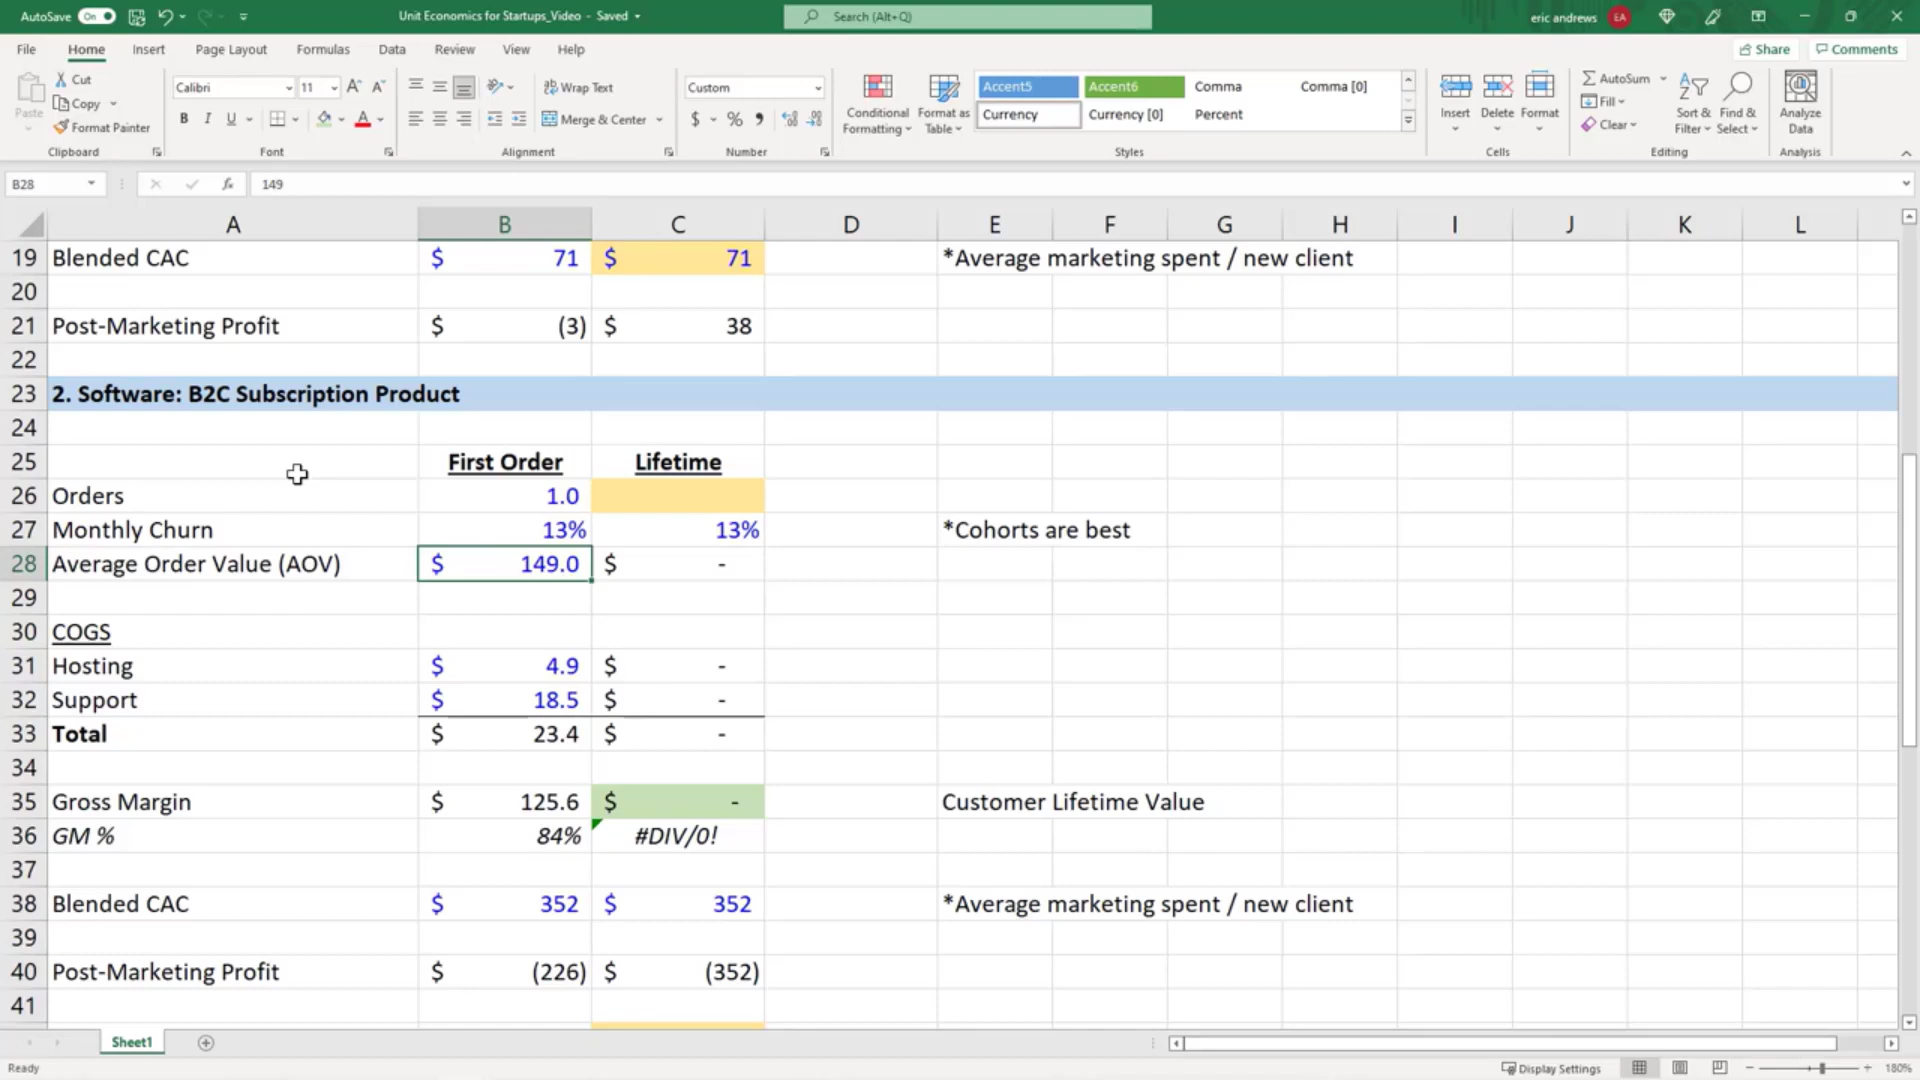 AutoSave On Unit Economics for Startups_Video - Saved Search (Alt+Q) eric andrews EA
File Home Insert Page Layout Formulas Data Review View Help Share Comments
Paste Cut Copy Format Painter Clipboard
Calibri 11 A A B I U A Font
Wrap Text Merge & Center Alignment
Custom $ % 9 Number
Conditional Formatting Format as Table Accent5 Accent6 Comma Comma [0] Currency Currency [0] Percent Styles
Insert Delete Format Cells
AutoSum Fill Clear Sort & Filter Find & Select Editing
Analyze Data Analysis
B28 fx 149
A B C D E F G H I J K L
19 Blended CAC $ 71 $ 71 *Average marketing spent / new client
20
21 Post-Marketing Profit $ (3) $ 38
22
23 2. Software: B2C Subscription Product
24
25 First Order Lifetime
26 Orders 1.0
27 Monthly Churn 13% 13% *Cohorts are best
28 Average Order Value (AOV) $ 149.0 $ -
29
30 COGS
31 Hosting $ 4.9 $ -
32 Support $ 18.5 $ -
33 Total $ 23.4 $ -
34
35 Gross Margin $ 125.6 $ - Customer Lifetime Value
36 GM % 84% #DIV/0!
37
38 Blended CAC $ 352 $ 352 *Average marketing spent / new client
39
40 Post-Marketing Profit $ (226) $ (352)
41
Sheet1
Ready Display Settings 180%